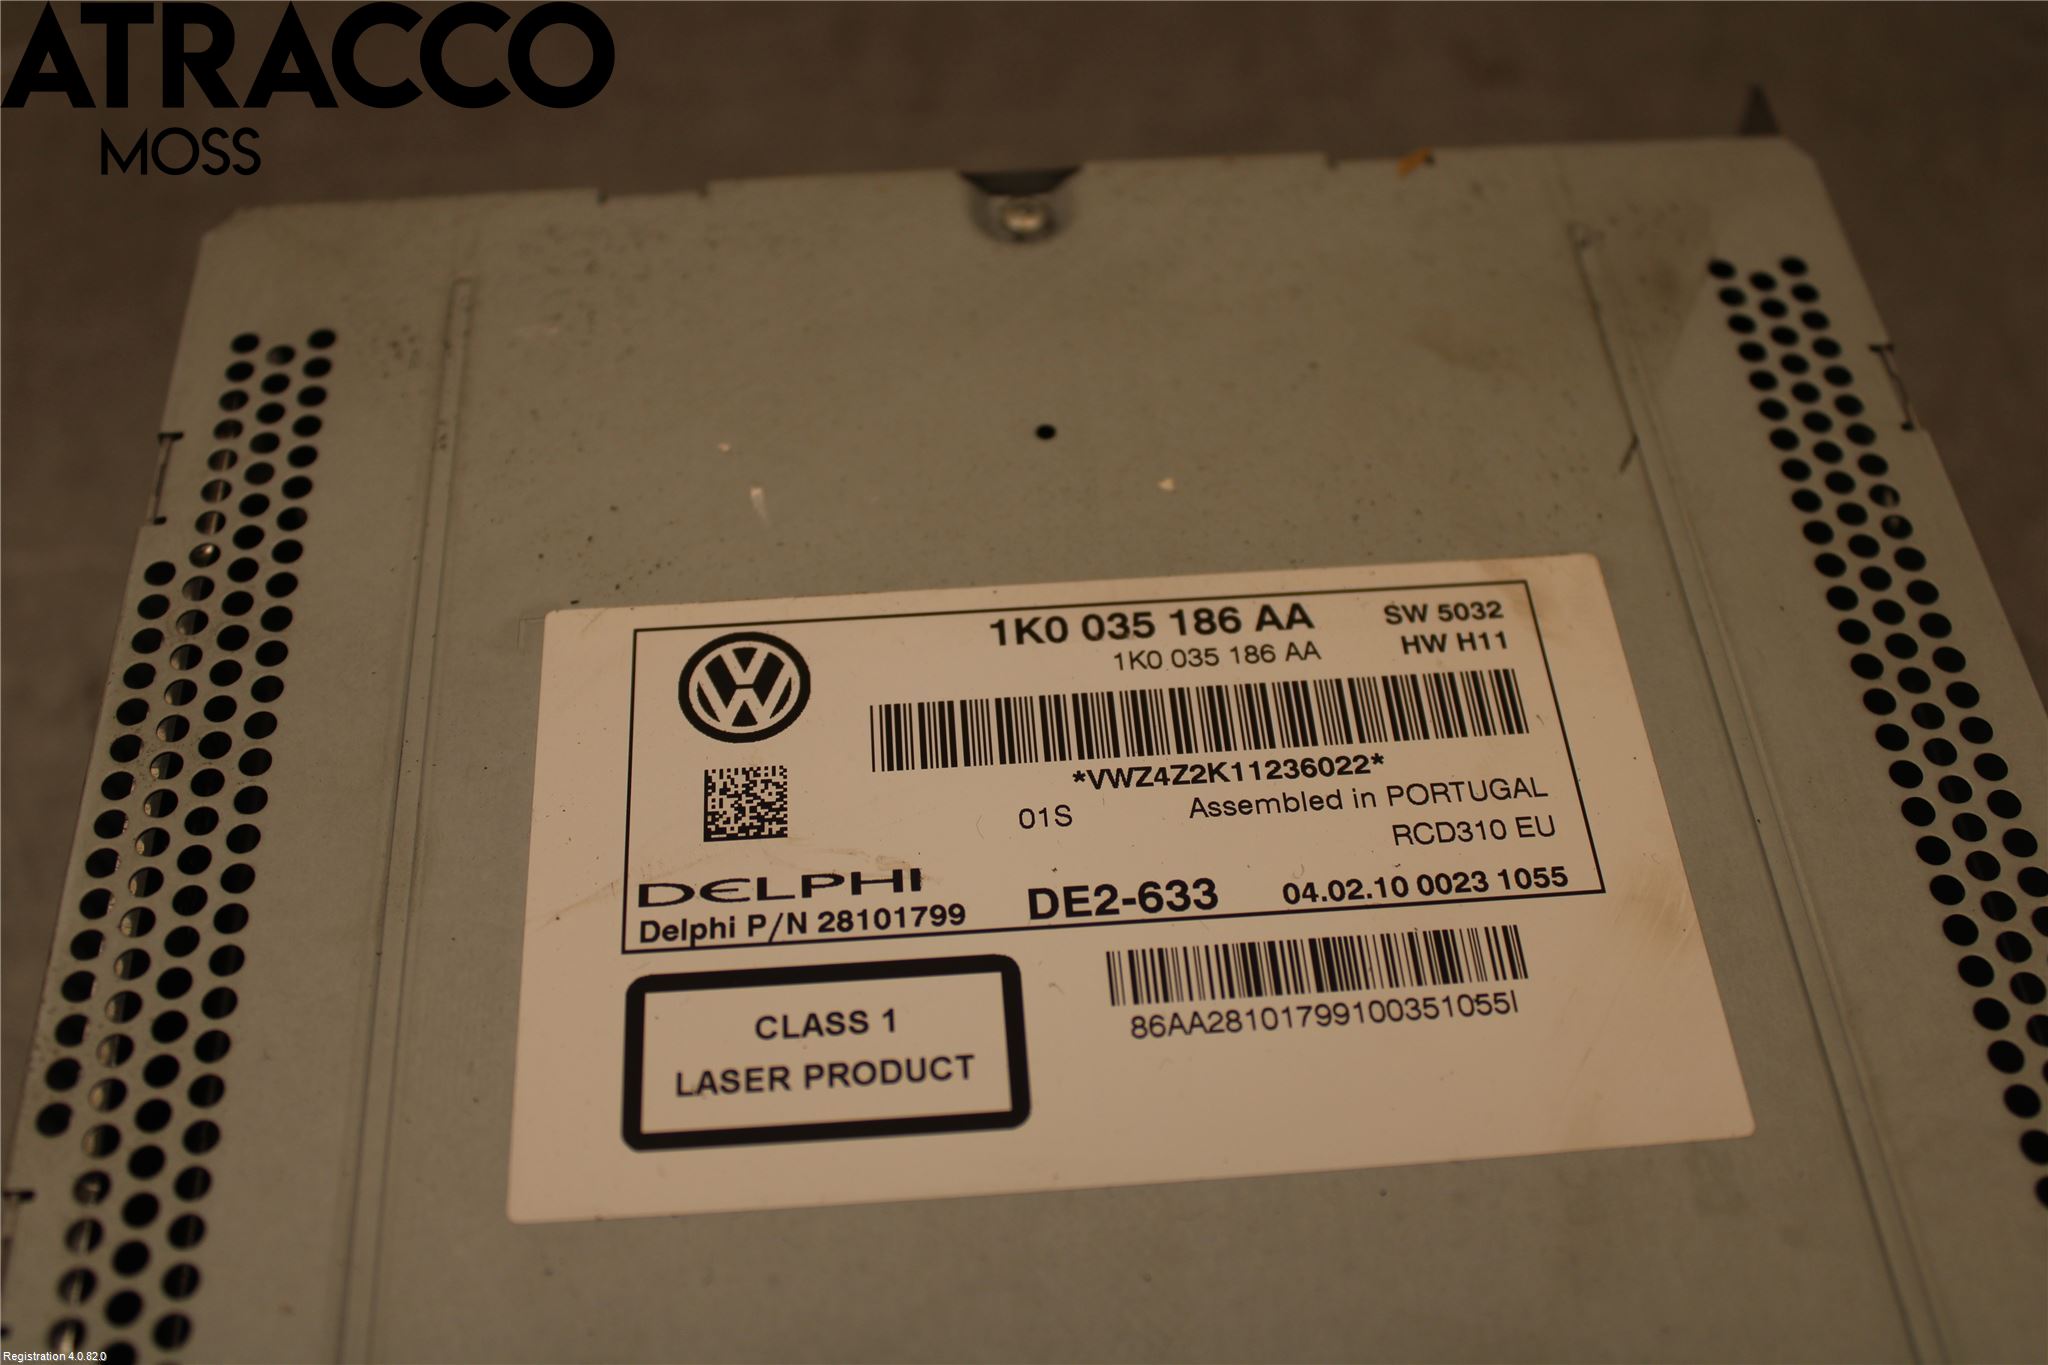 ATRACCO
MOSS
1K0 035 186 AA
SW 5032
1K0 035 186 AA
HW H11
*VWZ4Z2K11236022*
01S
Assembled in PORTUGAL
RCD310 EU
DELPHI
Delphi P/N 28101799
DE2-633
04.02.10 0023 1055
CLASS 1
LASER PRODUCT
86AA28101799100351055I
Registration 4.0.82.0